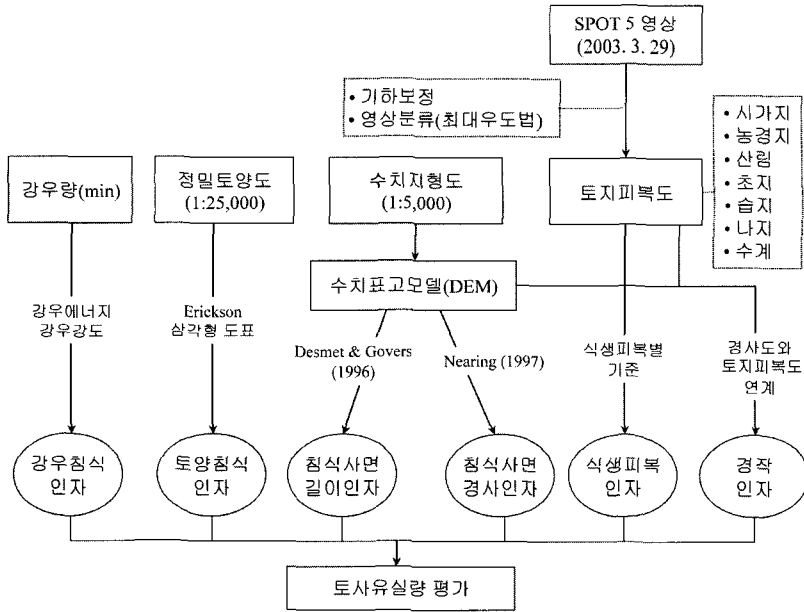 SPOT 5 영상
(2003. 3. 29)
• 기하보정
• 영상분류(최대우도법)
• 시가지
• 농경지
• 산림
• 초지
• 습지
• 나지
• 수계
강우량(min)
정밀토양도
(1:25,000)
수치지형도
(1:5,000)
토지피복도
수치표고모델(DEM)
강우에너지
강우강도
Erickson
삼각형 도표
Desmet & Govers
(1996)
Nearing (1997)
식생피복별
기준
경사도와
토지피복도
연계
강우침식
인자
토양침식
인자
침식사면
길이인자
침식사면
경사인자
식생피복
인자
경작
인자
토사유실량 평가